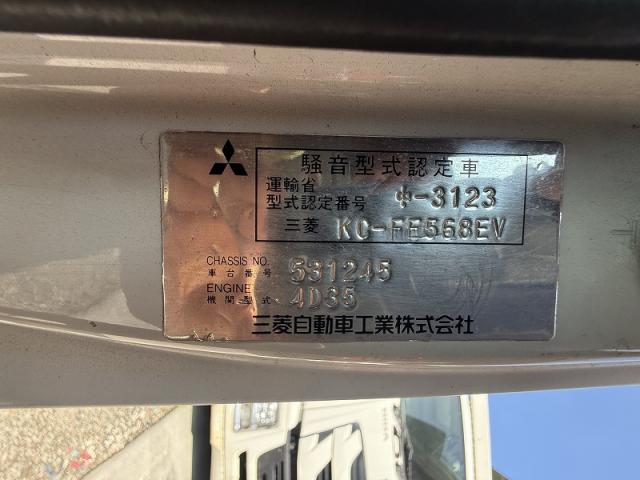 騒音型式認定車
運輸省
型式認定番号 中-3123
三菱 KC-FE568EV
CHASSIS NO.
車台番号 531245
ENGINE
機関型式 4D35
三菱自動車工業株式会社